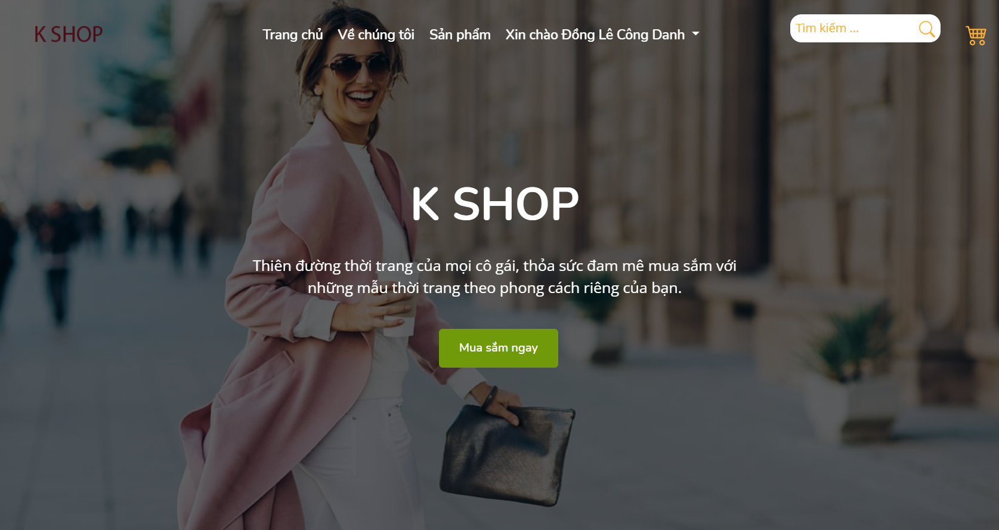 K SHOP
Trang chủ
Về chúng tôi
Sản phẩm
Xin chào Đồng Lê Công Danh
Tìm kiếm ...
K SHOP
Thiên đường thời trang của mọi cô gái, thỏa sức đam mê mua sắm với
những mẫu thời trang theo phong cách riêng của bạn.
Mua sắm ngay